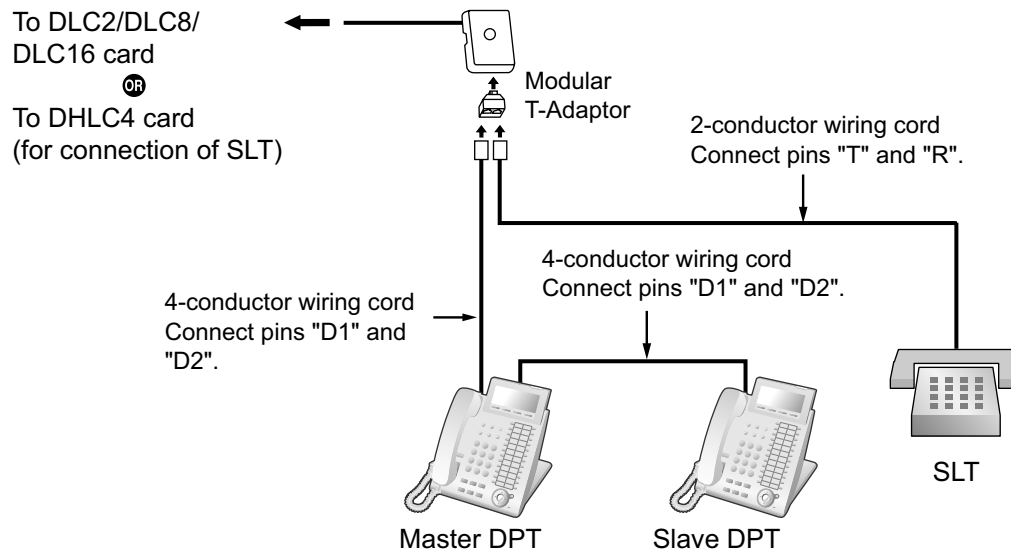 To DLC2/DLC8/
DLC16 card
OR
To DHLC4 card
(for connection of SLT)
Modular
T-Adaptor
2-conductor wiring cord
Connect pins "T" and "R".
4-conductor wiring cord
Connect pins "D1" and "D2".
4-conductor wiring cord
Connect pins "D1" and
"D2".
SLT
Master DPT
Slave DPT